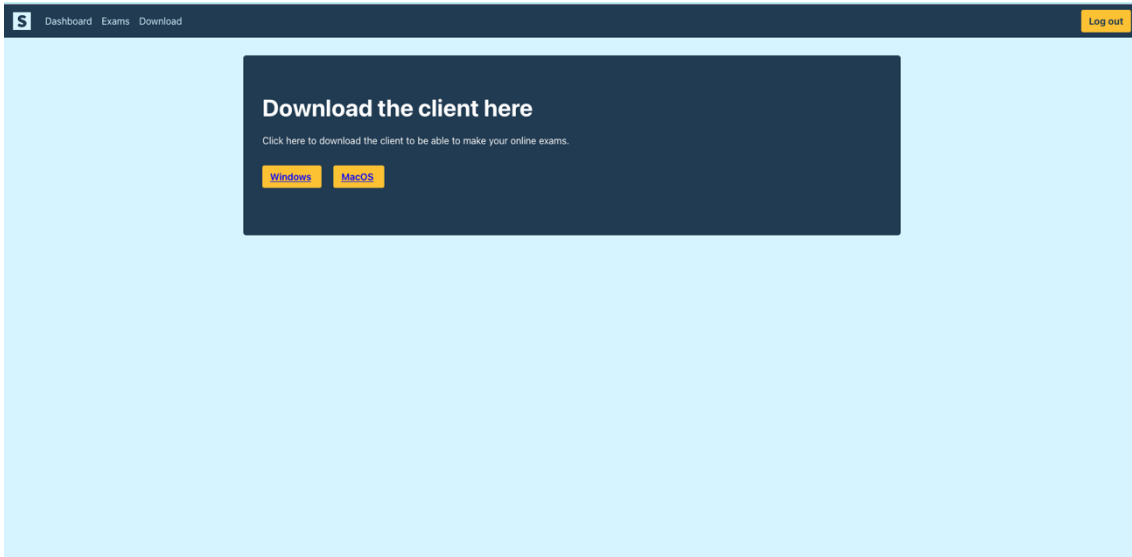 S Dashboard Exams Download Log out
Download the client here
Click here to download the client to be able to make your online exams.
Windows MacOS